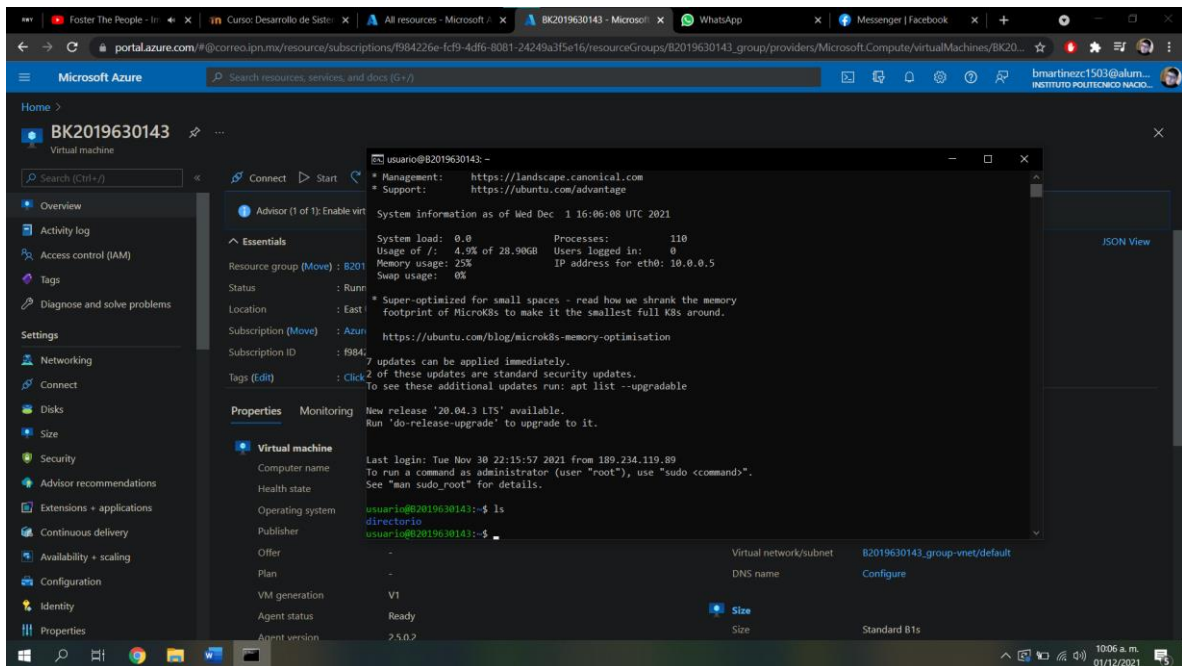 Foster The People - Im
Curso: Desarrollo de Sister
All resources - Microsoft A
BK2019630143 - Microsoft
WhatsApp
Messenger | Facebook
portal.azure.com/#@correo.ipn.mx/resource/subscriptions/f984226e-fcf9-4df6-8081-24249a3f5e16/resourceGroups/B2019630143_group/providers/Microsoft.Compute/virtualMachines/BK20...
Microsoft Azure
Search resources, services, and docs (G+/)
bmartinezc1503@alum...
INSTITUTO POLITECNICO NACIO...
Home >
BK2019630143
Virtual machine
Search (Ctrl+/)
Overview
Activity log
Access control (IAM)
Tags
Diagnose and solve problems
Settings
Networking
Connect
Disks
Size
Security
Advisor recommendations
Extensions + applications
Continuous delivery
Availability + scaling
Configuration
Identity
Properties
Connect
Start
Advisor (1 of 1): Enable virt
Essentials
JSON View
Resource group (Move) : B201
Status : Runn
Location : East
Subscription (Move) : Azur
Subscription ID : f984
Tags (Edit) : Click
Properties Monitoring
Virtual machine
Computer name
Health state
Operating system
Publisher
Offer -
Plan -
VM generation V1
Agent status Ready
Agent version 2.5.0.2
Virtual network/subnet B2019630143_group-vnet/default
DNS name Configure
Size
Size Standard B1s
usuario@B2019630143: ~
* Management: https://landscape.canonical.com
* Support: https://ubuntu.com/advantage
System information as of Wed Dec 1 16:06:08 UTC 2021
System load: 0.0 Processes: 110
Usage of /: 4.9% of 28.90GB Users logged in: 0
Memory usage: 25% IP address for eth0: 10.0.0.5
Swap usage: 0%
* Super-optimized for small spaces - read how we shrank the memory
footprint of MicroK8s to make it the smallest full K8s around.
https://ubuntu.com/blog/microk8s-memory-optimisation
7 updates can be applied immediately.
2 of these updates are standard security updates.
To see these additional updates run: apt list --upgradable
New release '20.04.3 LTS' available.
Run 'do-release-upgrade' to upgrade to it.
Last login: Tue Nov 30 22:15:57 2021 from 189.234.119.89
To run a command as administrator (user "root"), use "sudo <command>".
See "man sudo_root" for details.
usuario@B2019630143:~$ ls
directorio
usuario@B2019630143:~$
10:06 a. m.
01/12/2021